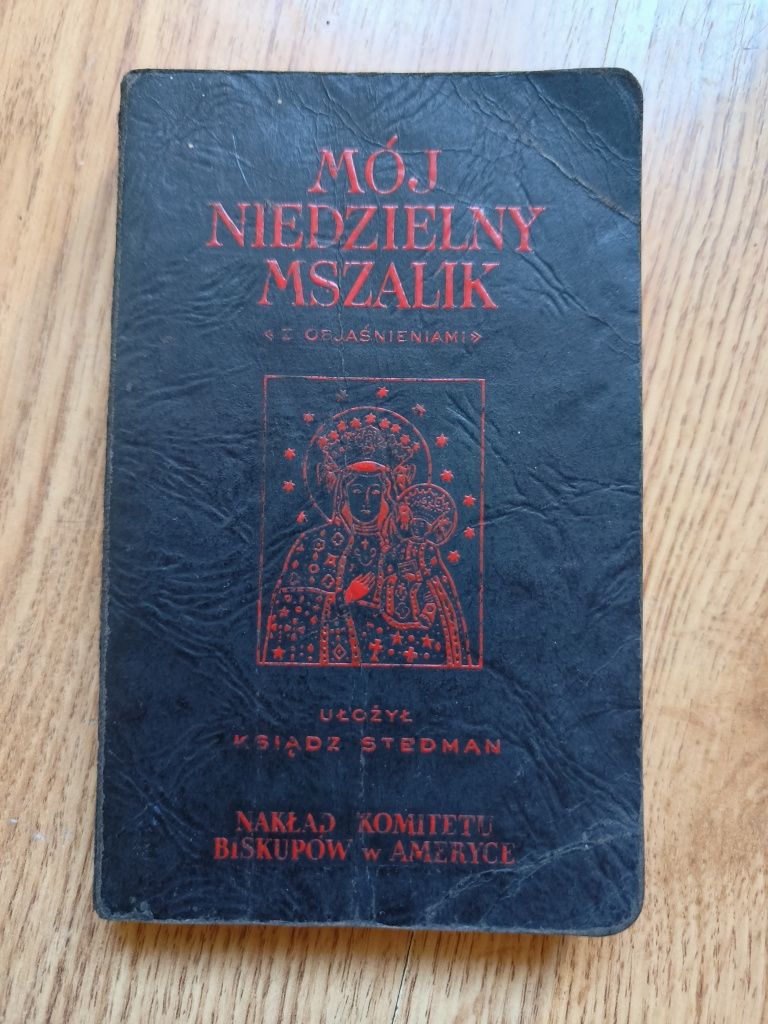 MÓJ
NIEDZIELNY
MSZALIK
«Z OBJAŚNIENIAMI»
UŁOŻYŁ
KSIĄDZ STEDMAN
NAKŁAD KOMITETU
BISKUPÓW w AMERYCE